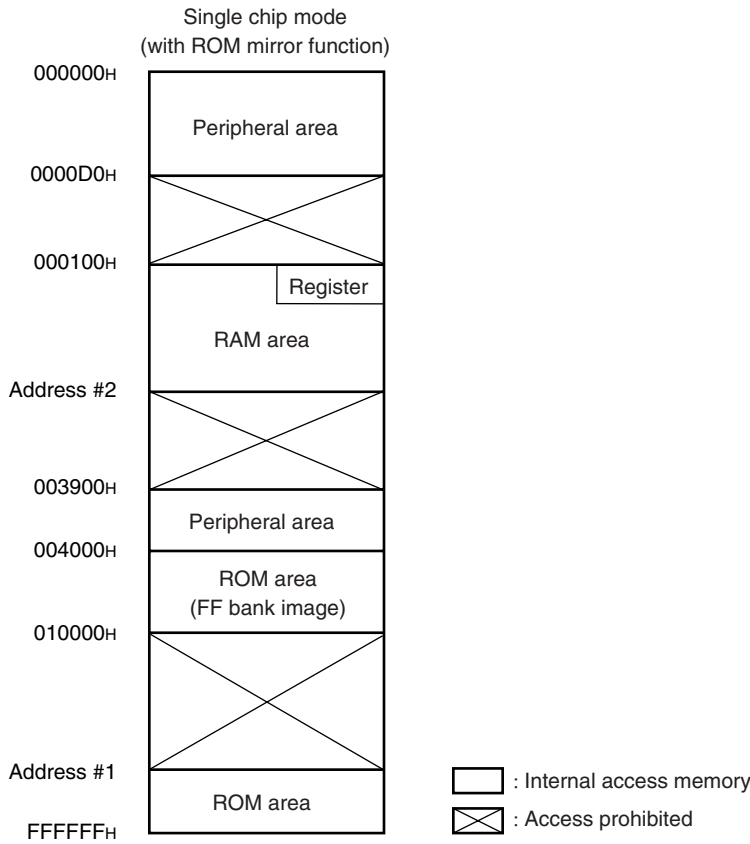 Single chip mode
(with ROM mirror function)
000000H
Peripheral area
0000D0H
000100H
Register
RAM area
Address #2
003900H
Peripheral area
004000H
ROM area
(FF bank image)
010000H
Address #1
ROM area
FFFFFFH
: Internal access memory
: Access prohibited